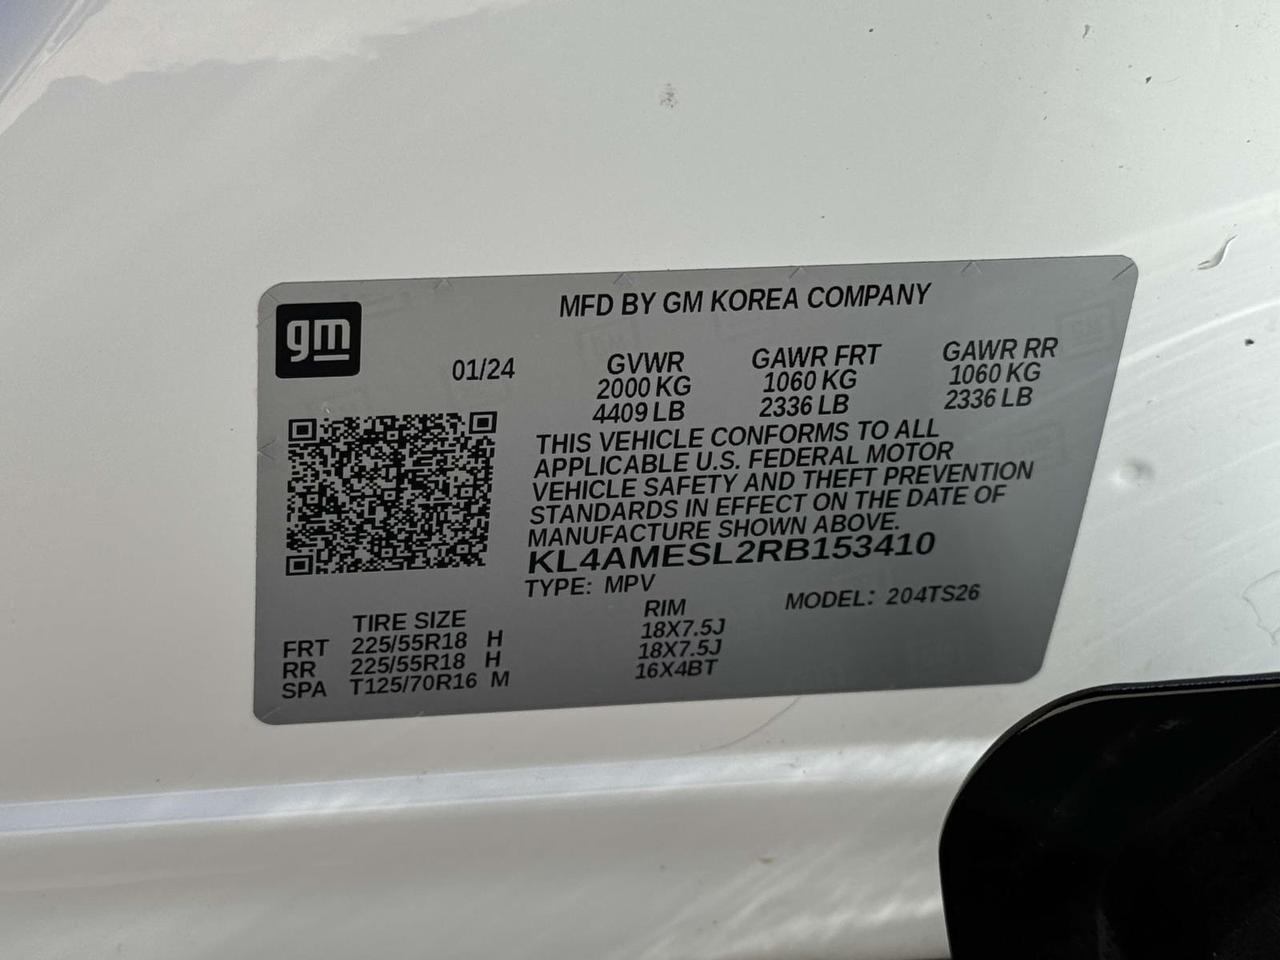 gm
MFD BY GM KOREA COMPANY
01/24
GVWR
2000 KG
4409 LB
GAWR FRT
1060 KG
2336 LB
GAWR RR
1060 KG
2336 LB
THIS VEHICLE CONFORMS TO ALL
APPLICABLE U.S. FEDERAL MOTOR
VEHICLE SAFETY AND THEFT PREVENTION
STANDARDS IN EFFECT ON THE DATE OF
MANUFACTURE SHOWN ABOVE.
KL4AMESL2RB153410
TYPE: MPV
MODEL: 204TS26
TIRE SIZE
RIM
FRT 225/55R18 H 18X7.5J
RR 225/55R18 H 18X7.5J
SPA T125/70R16 M 16X4BT